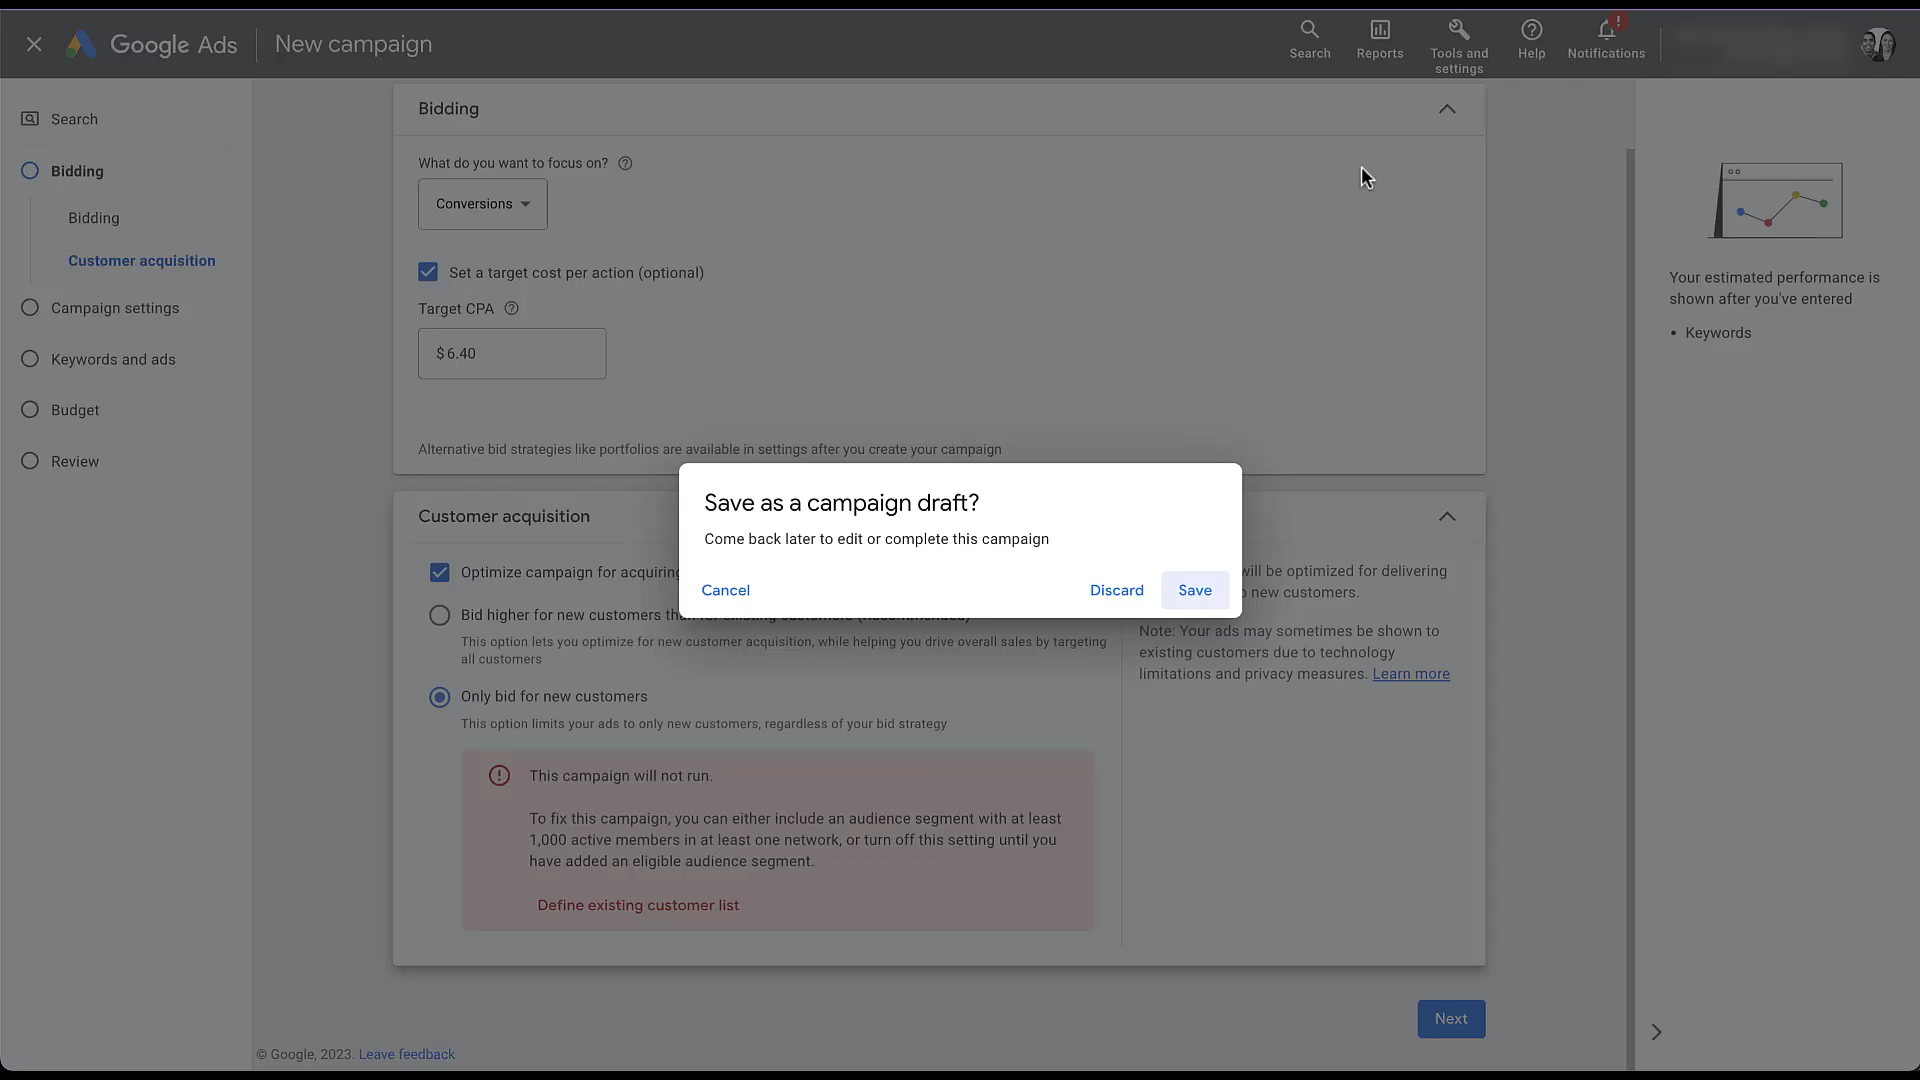 Google Ads
New campaign
Search
Reports
Tools and
settings
Help
!
Notifications
Search
Bidding
Bidding
Customer acquisition
Campaign settings
Keywords and ads
Budget
Review
Bidding
What do you want to focus on?
Conversions
Set a target cost per action (optional)
Target CPA
$6.40
Alternative bid strategies like portfolios are available in settings after you create your campaign
Customer acquisition
Optimize campaign for acquiring
Bid higher for new customers than for existing customers (Recommended)
This option lets you optimize for new customer acquisition, while helping you drive overall sales by targeting
all customers
Only bid for new customers
This option limits your ads to only new customers, regardless of your bid strategy
This campaign will not run.
To fix this campaign, you can either include an audience segment with at least
1,000 active members in at least one network, or turn off this setting until you
have added an eligible audience segment.
Define existing customer list
will be optimized for delivering
new customers.
Note: Your ads may sometimes be shown to
existing customers due to technology
limitations and privacy measures. Learn more
Save as a campaign draft?
Come back later to edit or complete this campaign
Cancel
Discard
Save
Next
Your estimated performance is
shown after you've entered
• Keywords
© Google, 2023. Leave feedback